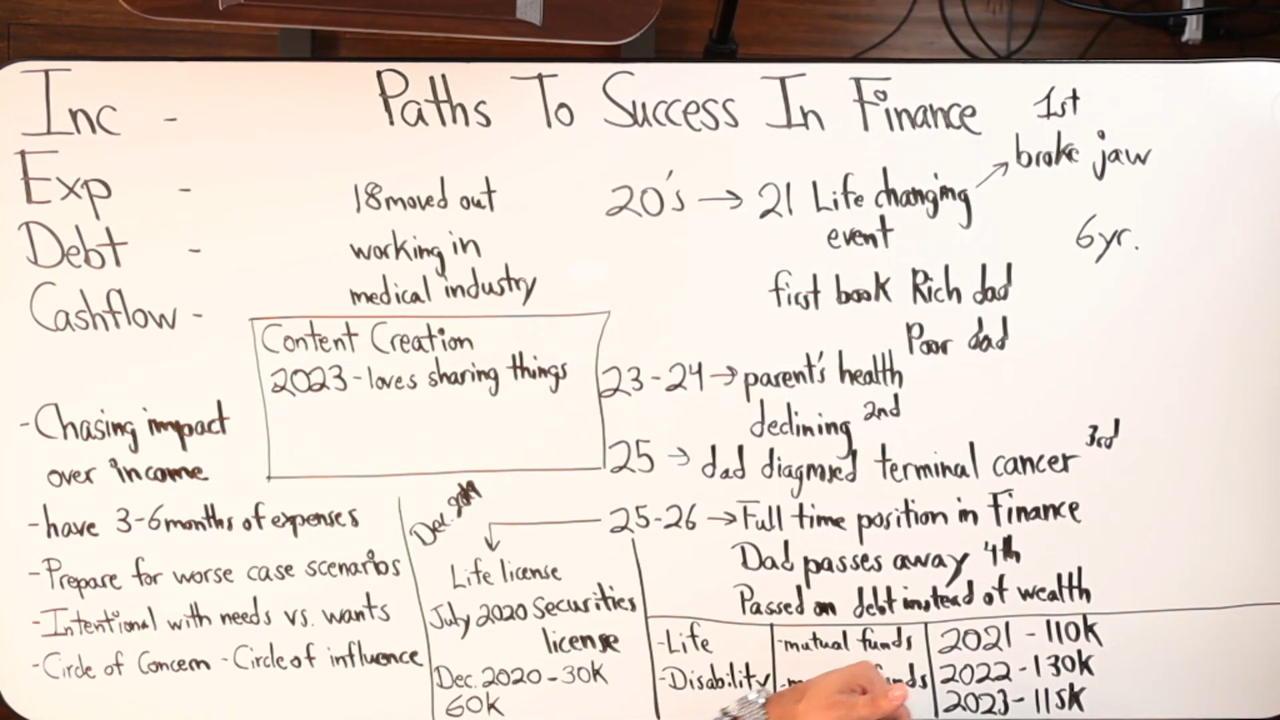 Paths To Success In Finance
Inc -
Exp -
Debt -
Cashflow -
18 moved out
working in
medical industry
20's → 21 Life changing
event
1st
broke jaw
6yr.
first book Rich dad
Poor dad
Content Creation
2023 - loves sharing things
23 - 24 → parent's health
declining 2nd
25 → dad diagnosed terminal cancer 3rd
25-26 → Full time position in Finance
Dad passes away 4th
Passed on debt instead of wealth
- Chasing impact
over income
- have 3-6 months of expenses
- Prepare for worse case scenarios
- Intentional with needs vs. wants
- Circle of Concern - Circle of influence
Dec. 2019
Life license
July 2020 Securities
license
Dec. 2020 - 30K
60K
- Life
- Disability
- mutual funds
2021 - 110K
2022 - 130K
2023 - 115K